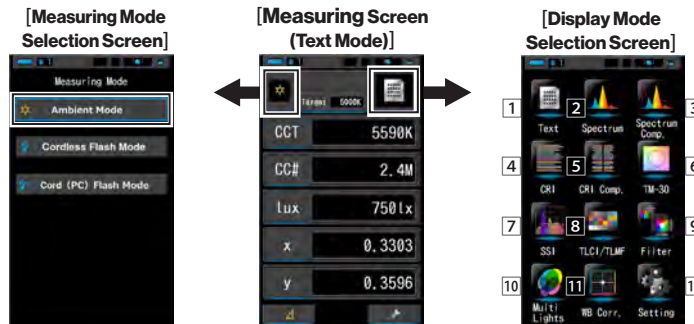 [Measuring Mode
Selection Screen]
Measuring Mode
Ambient Mode
Cordless Flash Mode
Cord (PC) Flash Mode
[Measuring Screen
(Text Mode)]
Target 5000K
CCT 5590K
CC# 2.4M
lux 750lx
x 0.3303
y 0.3596
[Display Mode
Selection Screen]
1 2 3
Text Spectrum Spectrum
Comp.
4 5 6
CRI CRI Comp. TM-30
7 8 9
SSI TLCI/TLMF Filter
10 11 1
Multi
Lights WB Corr. Setting